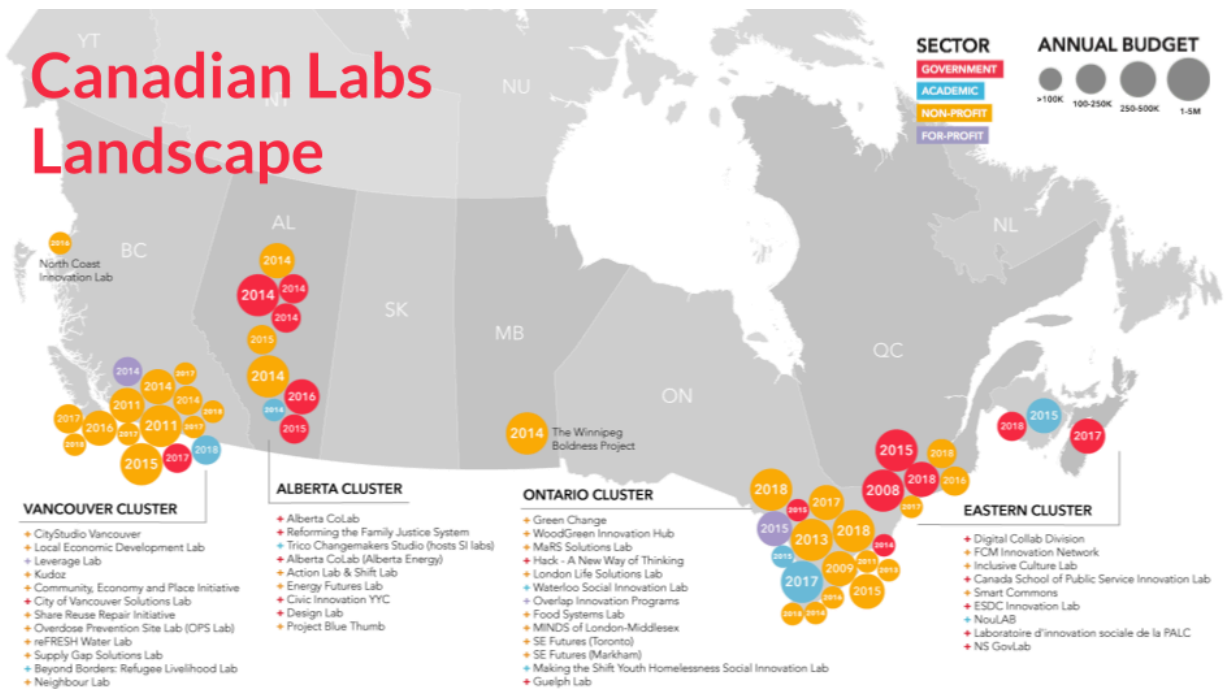 Canadian Labs
Landscape
YT
NT
NU
BC
AL
SK
MB
ON
QC
NL
SECTOR
GOVERNMENT
ACADEMIC
NON-PROFIT
FOR-PROFIT
ANNUAL BUDGET
>100K
100-250K
250-500K
1-5M
2016
North Coast
Innovation Lab
2014
2014
2014
2014
2015
2014
2016
2014
2015
2014
2017
2014
2011
2014
2018
2017
2016
2017
2011
2017
2018
2015
2017
2018
2014
The Winnipeg
Boldness Project
2018
2015
2017
2015
2013
2018
2014
2015
2017
2009
2011
2013
2015
2016
2018
2014
2015
2018
2008
2018
2016
2017
2018
2015
2017
VANCOUVER CLUSTER
+ CityStudio Vancouver
+ Local Economic Development Lab
+ Leverage Lab
+ Kudoz
+ Community, Economy and Place Initiative
+ City of Vancouver Solutions Lab
+ Share Reuse Repair Initiative
+ Overdose Prevention Site Lab (OPS Lab)
+ reFRESH Water Lab
+ Supply Gap Solutions Lab
+ Beyond Borders: Refugee Livelihood Lab
+ Neighbour Lab
ALBERTA CLUSTER
+ Alberta CoLab
+ Reforming the Family Justice System
+ Trico Changemakers Studio (hosts SI labs)
+ Alberta CoLab (Alberta Energy)
+ Action Lab & Shift Lab
+ Energy Futures Lab
+ Civic Innovation YYC
+ Design Lab
+ Project Blue Thumb
ONTARIO CLUSTER
+ Green Change
+ WoodGreen Innovation Hub
+ MaRS Solutions Lab
+ Hack - A New Way of Thinking
+ London Life Solutions Lab
+ Waterloo Social Innovation Lab
+ Overlap Innovation Programs
+ Food Systems Lab
+ MINDS of London-Middlesex
+ SE Futures (Toronto)
+ SE Futures (Markham)
+ Making the Shift Youth Homelessness Social Innovation Lab
+ Guelph Lab
EASTERN CLUSTER
+ Digital Collab Division
+ FCM Innovation Network
+ Inclusive Culture Lab
+ Canada School of Public Service Innovation Lab
+ Smart Commons
+ ESDC Innovation Lab
+ NouLAB
+ Laboratoire d'innovation sociale de la PALC
+ NS GovLab